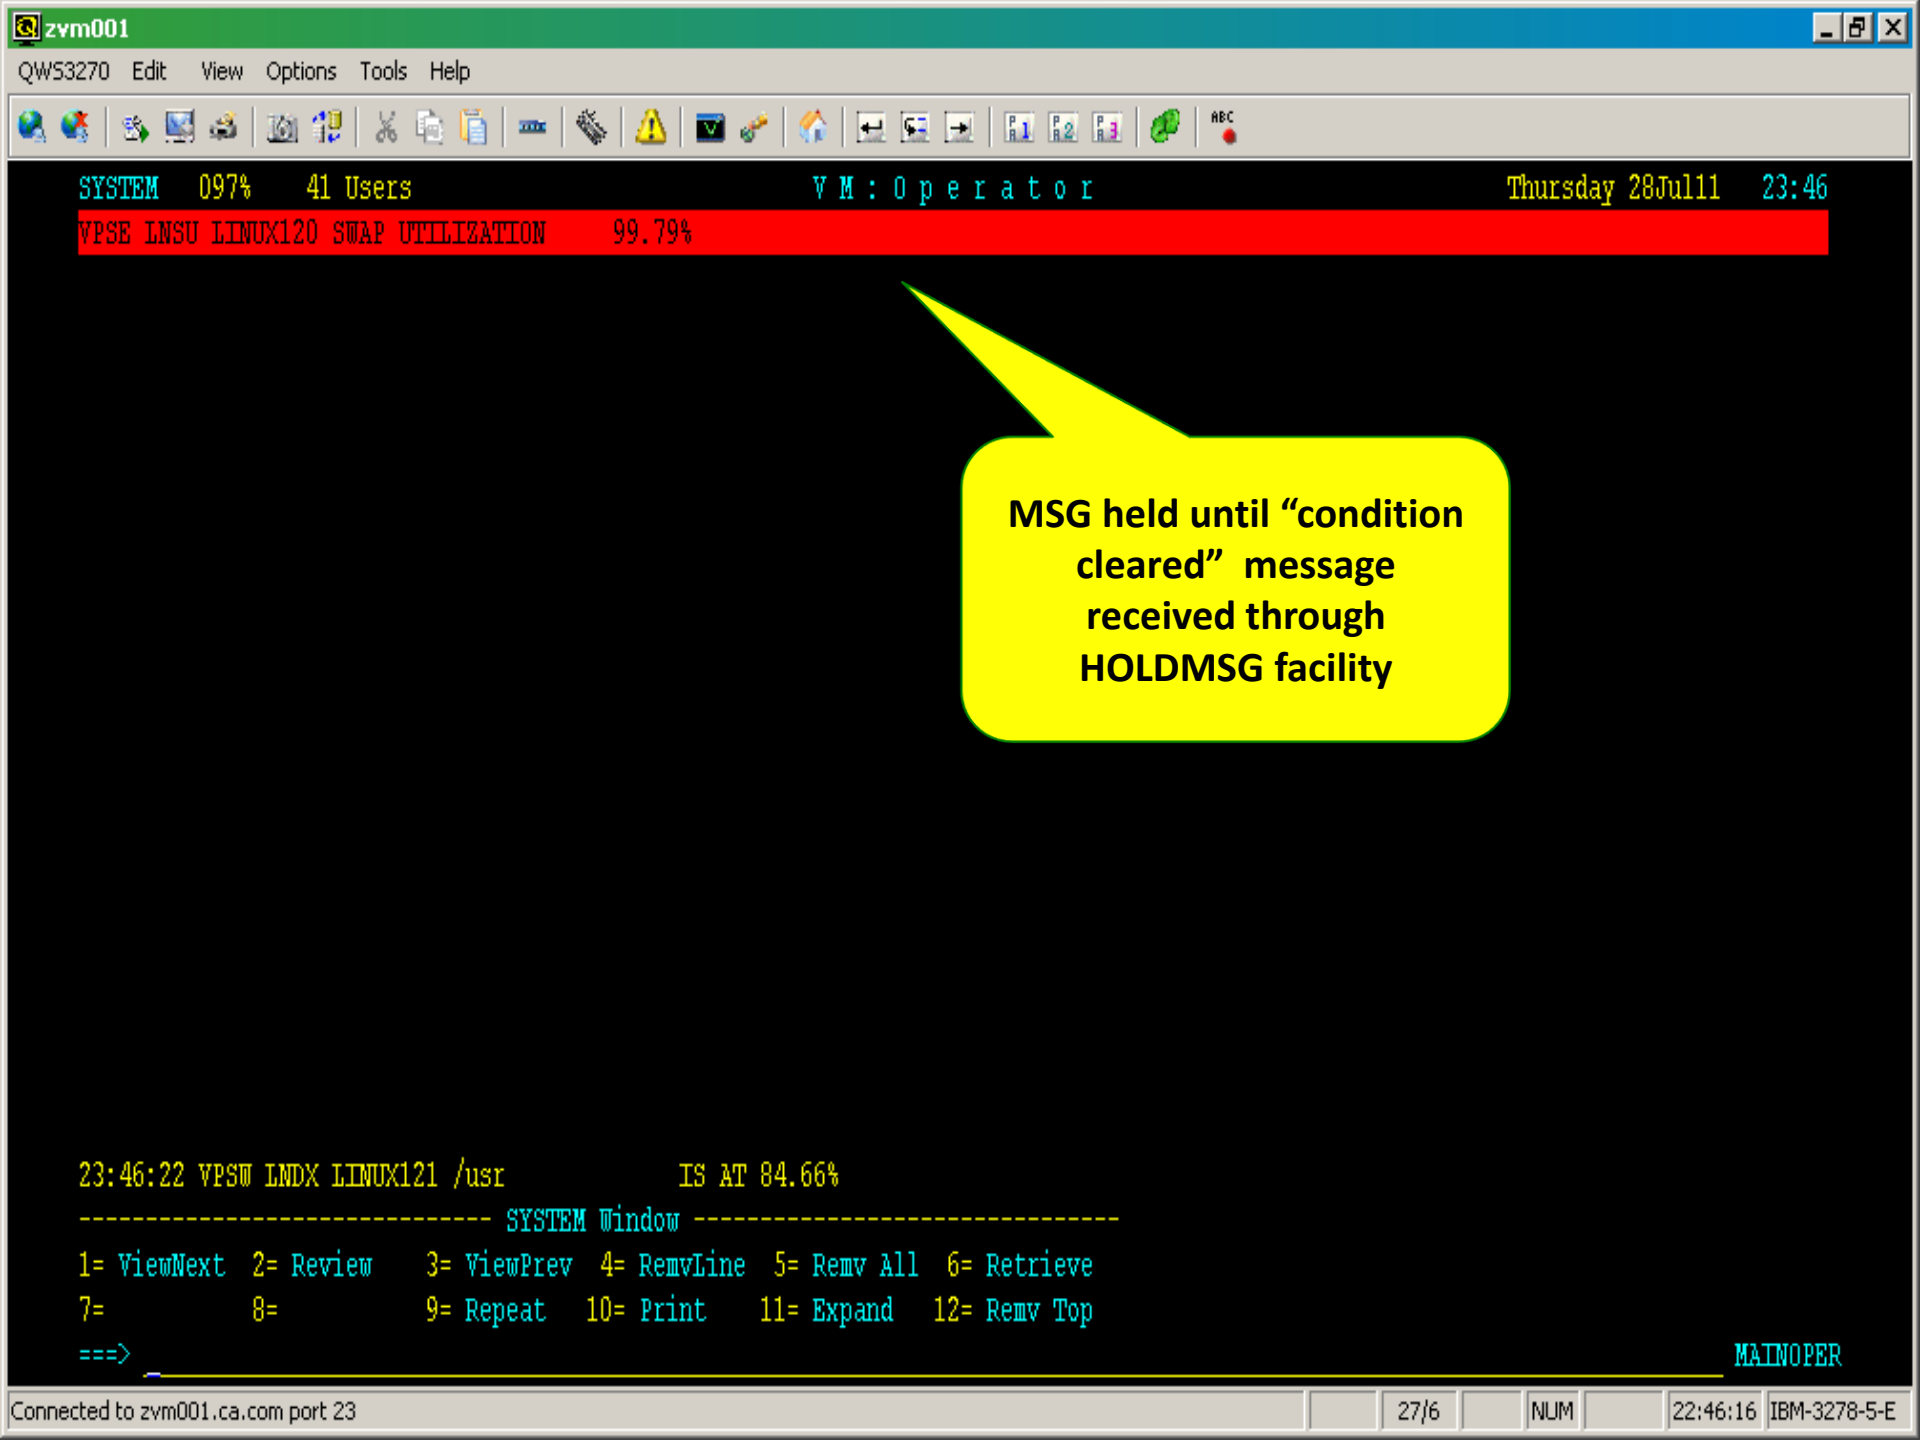 zvm001
QWS3270 Edit View Options Tools Help
ABC
SYSTEM 097% 41 Users V M : O p e r a t o r Thursday 28Jul11 23:46
VPSE LNSU LINUX120 SWAP UTILIZATION 99.79%
MSG held until “condition
cleared” message
received through
HOLDMSG facility
23:46:22 VPSW LNDX LINUX121 /usr IS AT 84.66%
------------------------------- SYSTEM Window --------------------------------
1= ViewNext 2= Review 3= ViewPrev 4= RemvLine 5= Remv All 6= Retrieve
7= 8= 9= Repeat 10= Print 11= Expand 12= Remv Top
===> _ MAINOPER
Connected to zvm001.ca.com port 23 27/6 NUM 22:46:16 IBM-3278-5-E